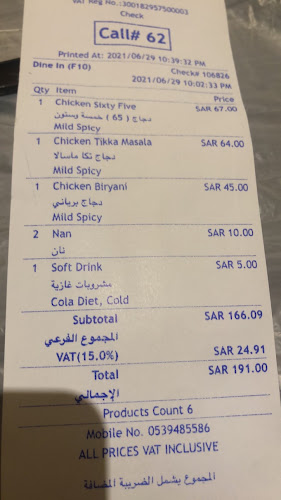 VAT Reg No.:300182957500003
Check
Call# 62
Printed At: 2021/06/29 10:39:32 PM
Dine In (F10) Check# 106826
2021/06/29 10:02:33 PM
Qty Item Price
1 Chicken Sixty Five SAR 67.00
دجاج ( 65 ) خمسة وستون
Mild Spicy
1 Chicken Tikka Masala SAR 64.00
دجاج تكا ماسالا
Mild Spicy
1 Chicken Biryani SAR 45.00
دجاج برياني
Mild Spicy
2 Nan SAR 10.00
نان
1 Soft Drink SAR 5.00
مشروبات غازية
Cola Diet, Cold
Subtotal SAR 166.09
المجموع الفرعي
VAT(15.0%) SAR 24.91
Total SAR 191.00
الإجمالي
Products Count 6
Mobile No. 0539485586
ALL PRICES VAT INCLUSIVE
المجموع يشمل الضريبية المضافة